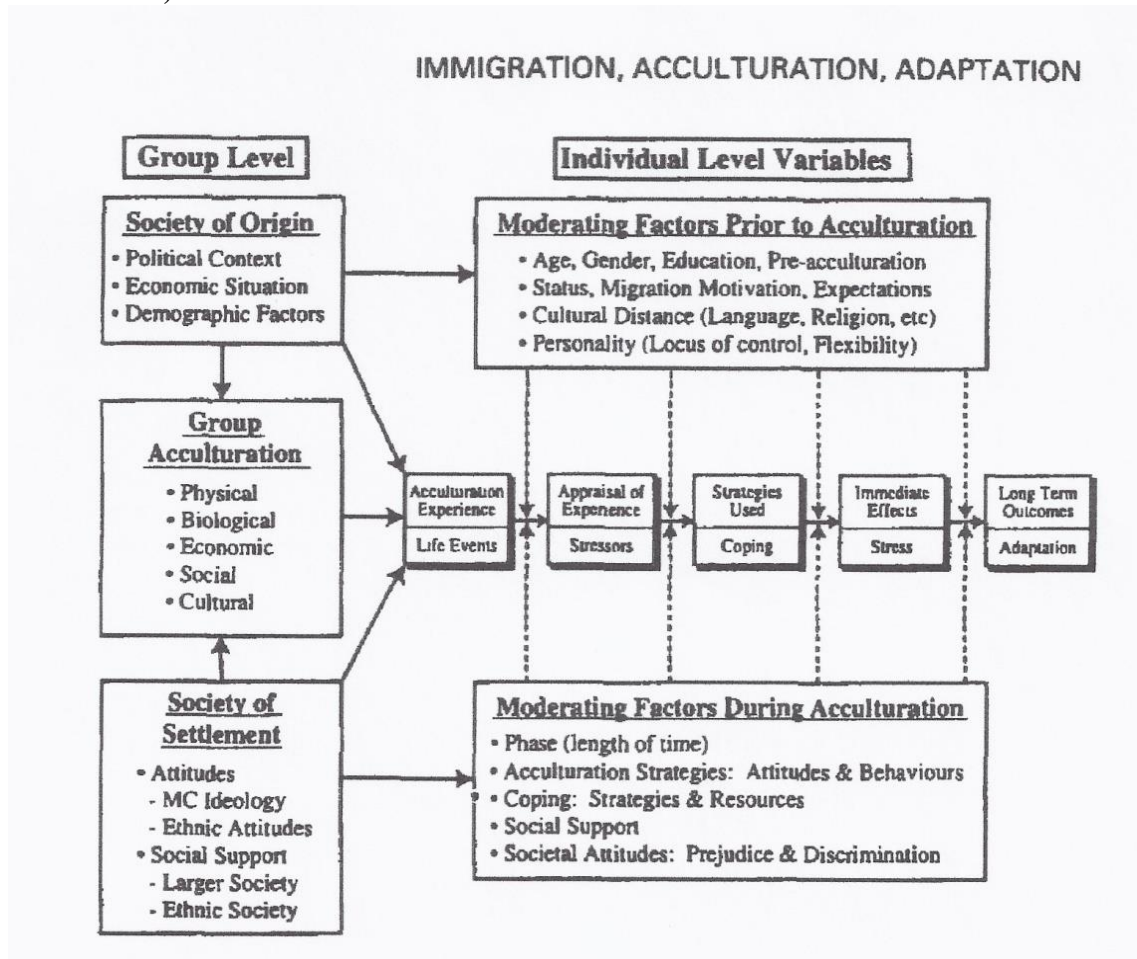 IMMIGRATION, ACCULTURATION, ADAPTATION
Group Level
Individual Level Variables
Society of Origin
• Political Context
• Economic Situation
• Demographic Factors
Moderating Factors Prior to Acculturation
• Age, Gender, Education, Pre-acculturation
• Status, Migration Motivation, Expectations
• Cultural Distance (Language, Religion, etc)
• Personality (Locus of control, Flexibility)
Group
Acculturation
• Physical
• Biological
• Economic
• Social
• Cultural
Acculturation
Experience
Life Events
Appraisal of
Experience
Stressors
Strategies
Used
Coping
Immediate
Effects
Stress
Long Term
Outcomes
Adaptation
Society of
Settlement
• Attitudes
- MC Ideology
- Ethnic Attitudes
• Social Support
- Larger Society
- Ethnic Society
Moderating Factors During Acculturation
• Phase (length of time)
• Acculturation Strategies: Attitudes & Behaviours
• Coping: Strategies & Resources
• Social Support
• Societal Attitudes: Prejudice & Discrimination